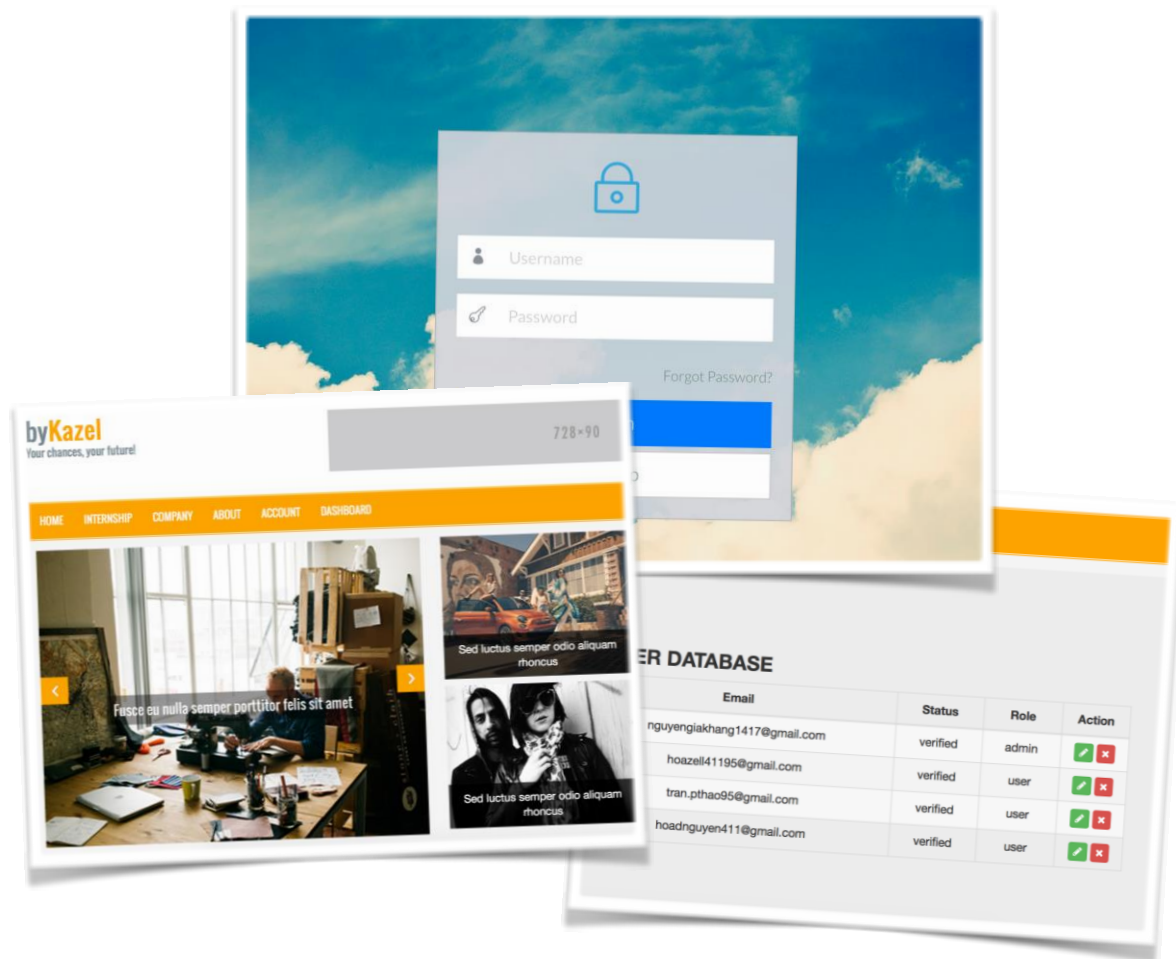 Username
Password
Forgot Password?
byKazel
Your chances, your future!
728×90
HOME INTERNSHIP COMPANY ABOUT ACCOUNT DASHBOARD
Fusce eu nulla semper porttitor felis sit amet
Sed luctus semper odio aliquam
rhoncus
Sed luctus semper odio aliquam
rhoncus
ER DATABASE
Email Status Role Action
nguyengiakhang1417@gmail.com verified admin
hoazell41195@gmail.com verified user
tran.pthao95@gmail.com verified user
hoadnguyen411@gmail.com verified user